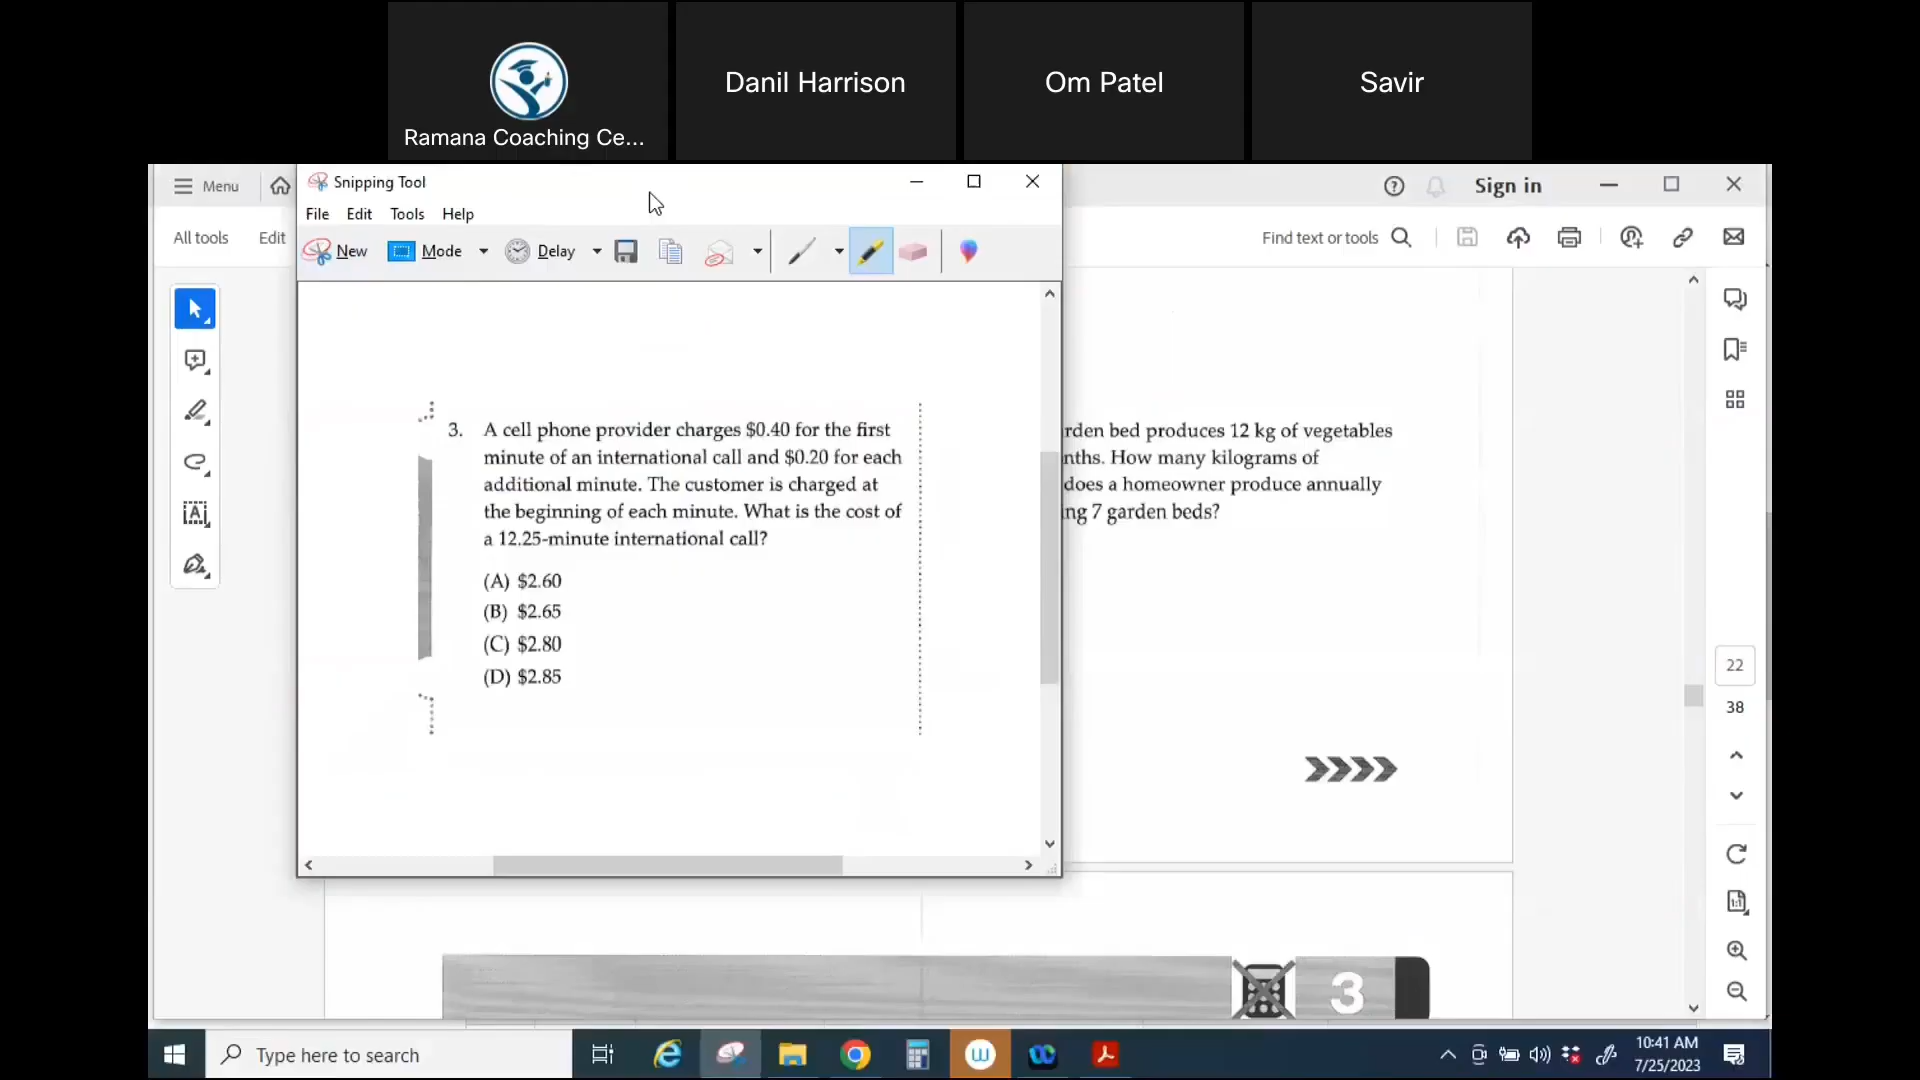 Ramana Coaching Ce...
Danil Harrison
Om Patel
Savir
Menu
Snipping Tool
Sign in
File Edit Tools Help
All tools Edit
New Mode Delay
Find text or tools
3. A cell phone provider charges $0.40 for the first
minute of an international call and $0.20 for each
additional minute. The customer is charged at
the beginning of each minute. What is the cost of
a 12.25-minute international call?
(A) $2.60
(B) $2.65
(C) $2.80
(D) $2.85
rden bed produces 12 kg of vegetables
nths. How many kilograms of
does a homeowner produce annually
ng 7 garden beds?
22
38
3
Type here to search
10:41 AM
7/25/2023